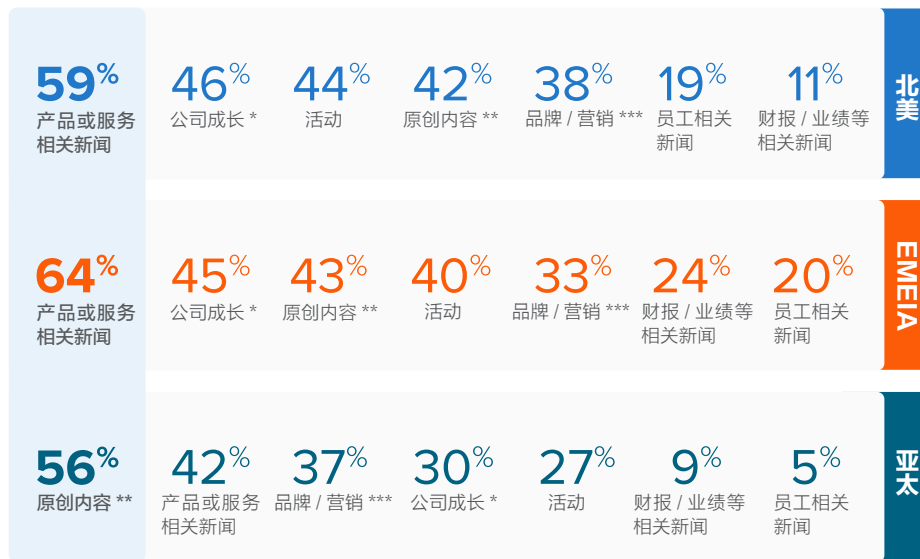 59% 46% 44% 42% 38% 19% 11%
产品或服务 公司成长 * 活动 原创内容 ** 品牌 / 营销 *** 员工相关 财报 / 业绩等
相关新闻 新闻 相关新闻
北美
64% 45% 43% 40% 33% 24% 20%
产品或服务 公司成长 * 原创内容 ** 活动 品牌 / 营销 *** 财报 / 业绩等 员工相关
相关新闻 相关新闻 新闻
EMEIA
56% 42% 37% 30% 27% 9% 5%
原创内容 ** 产品或服务 品牌 / 营销 *** 公司成长 * 活动 财报 / 业绩等 员工相关
相关新闻 相关新闻 新闻
亚太